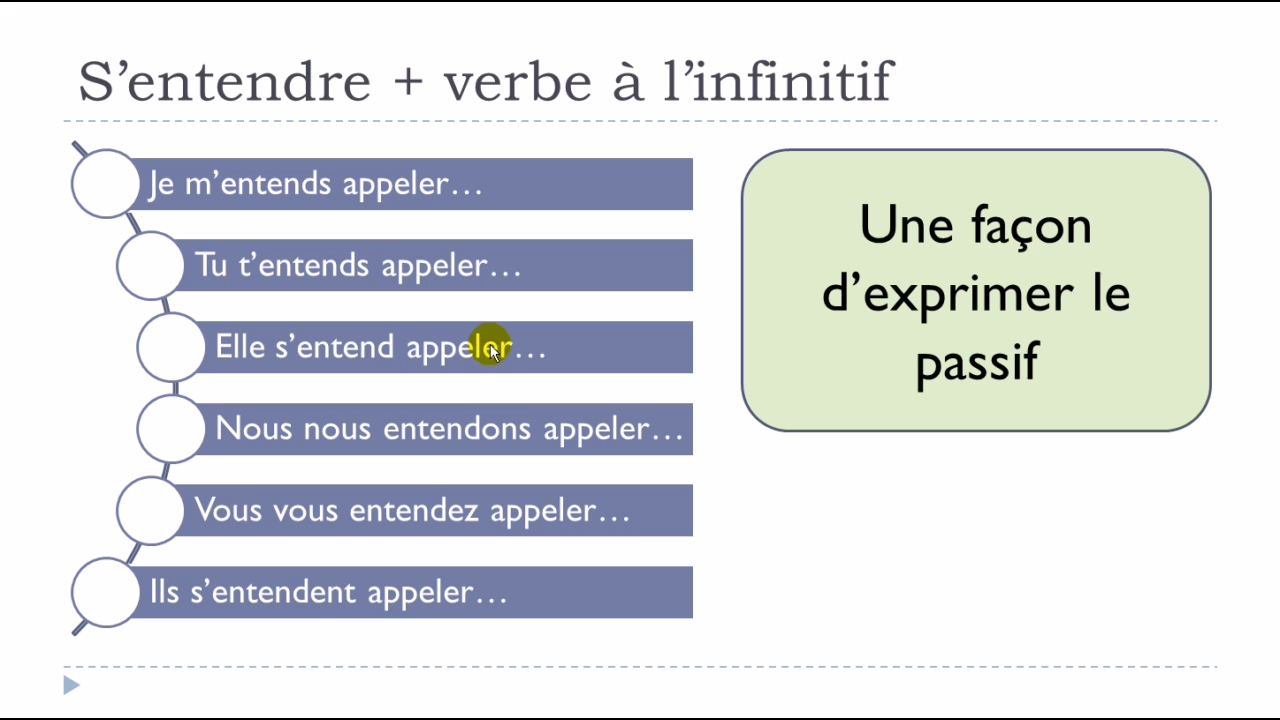 S’entendre + verbe à l’infinitif
Je m’entends appeler…
Tu t’entends appeler…
Elle s’entend appeler…
Nous nous entendons appeler…
Vous vous entendez appeler…
Ils s’entendent appeler…
Une façon
d’exprimer le
passif